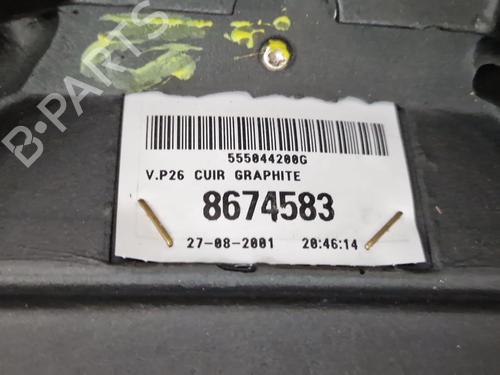 B-PARTS
555044200G
V.P26 CUIR GRAPHITE
8674583
27-08-2001 20:46:14